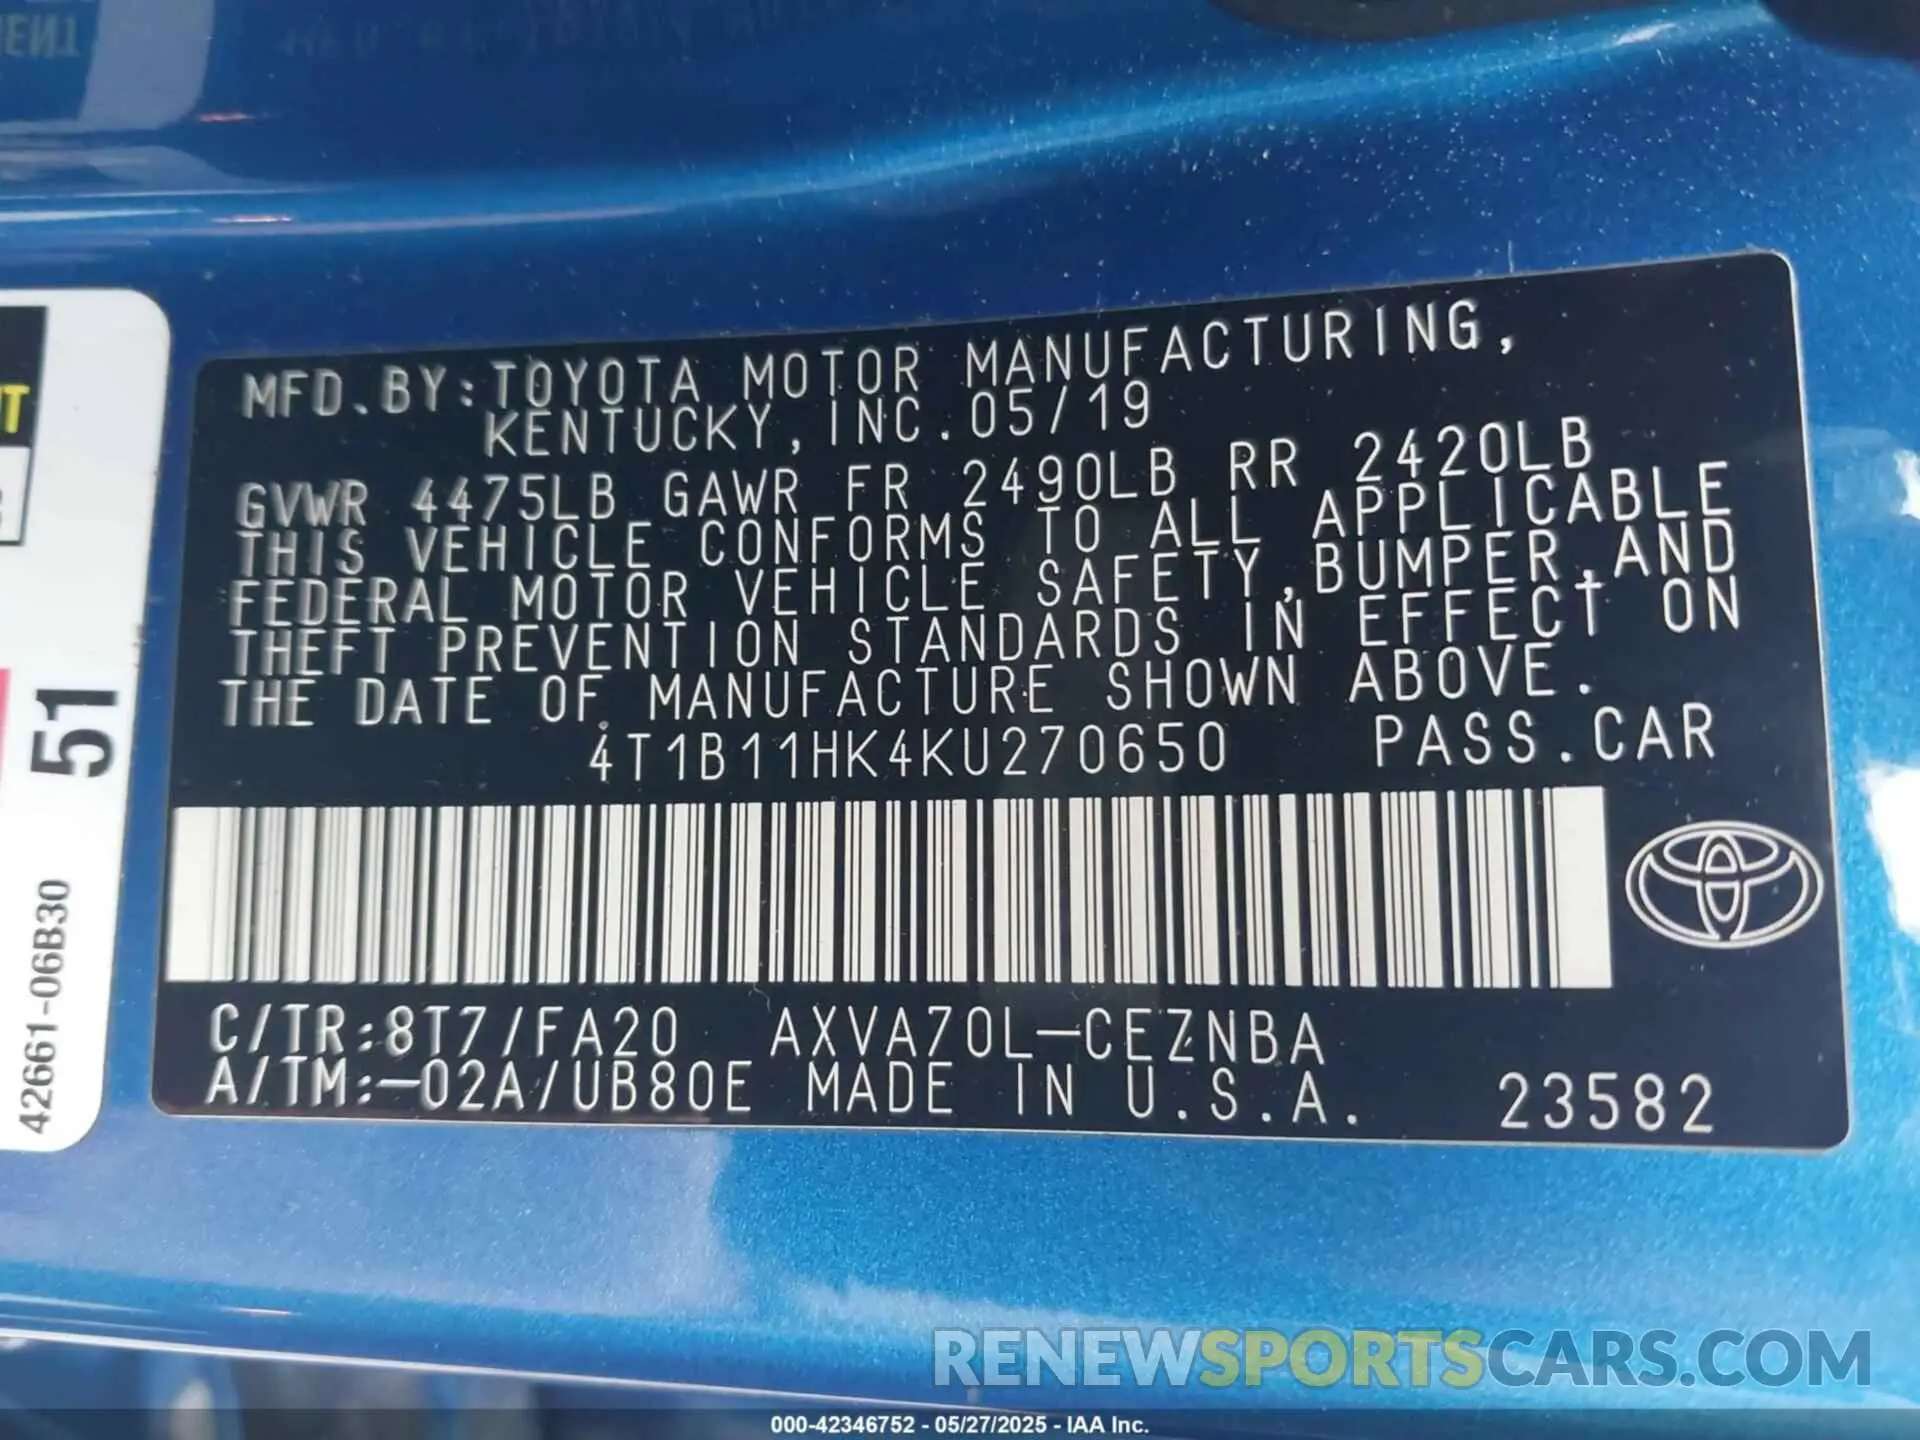 MFD.BY:TOYOTA MOTOR MANUFACTURING,
KENTUCKY, INC. 05/19
GVWR 4475LB GAWR FR 2490LB RR 2420LB
THIS VEHICLE CONFORMS TO ALL APPLICABLE
FEDERAL MOTOR VEHICLE SAFETY,BUMPER,AND
THEFT PREVENTION STANDARDS IN EFFECT ON
THE DATE OF MANUFACTURE SHOWN ABOVE.
4T1B11HK4KU270650 PASS.CAR
C/TR:8T7/FA20 AXVA70L-CEZNBA
A/TM:-02A/UB80E MADE IN U.S.A. 23582
51
42661-06B30
RENEWSPORTSCARS.COM
000-42346752 - 05/27/2025 - IAA Inc.